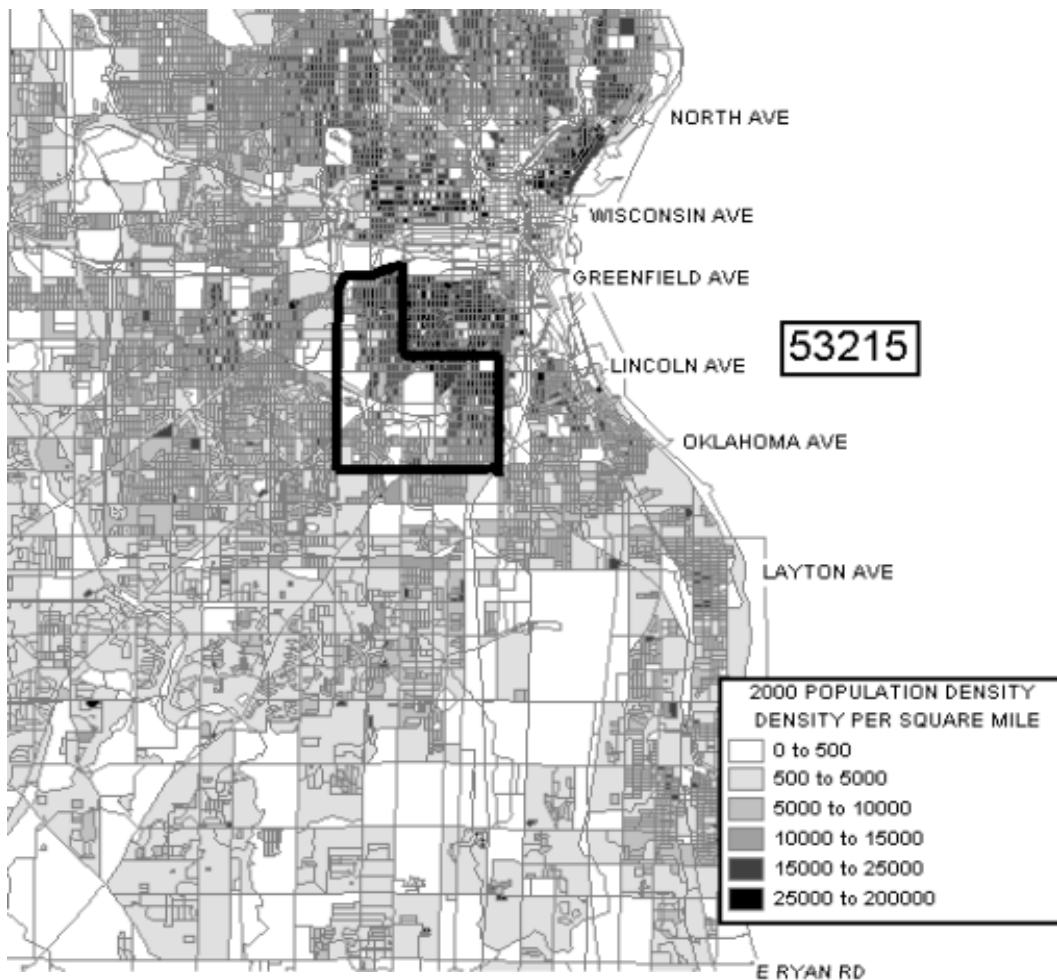 NORTH AVE
WISCONSIN AVE
GREENFIELD AVE
53215
LINCOLN AVE
OKLAHOMA AVE
LAYTON AVE
2000 POPULATION DENSITY
DENSITY PER SQUARE MILE
0 to 500
500 to 5000
5000 to 10000
10000 to 15000
15000 to 25000
25000 to 200000
E RYAN RD